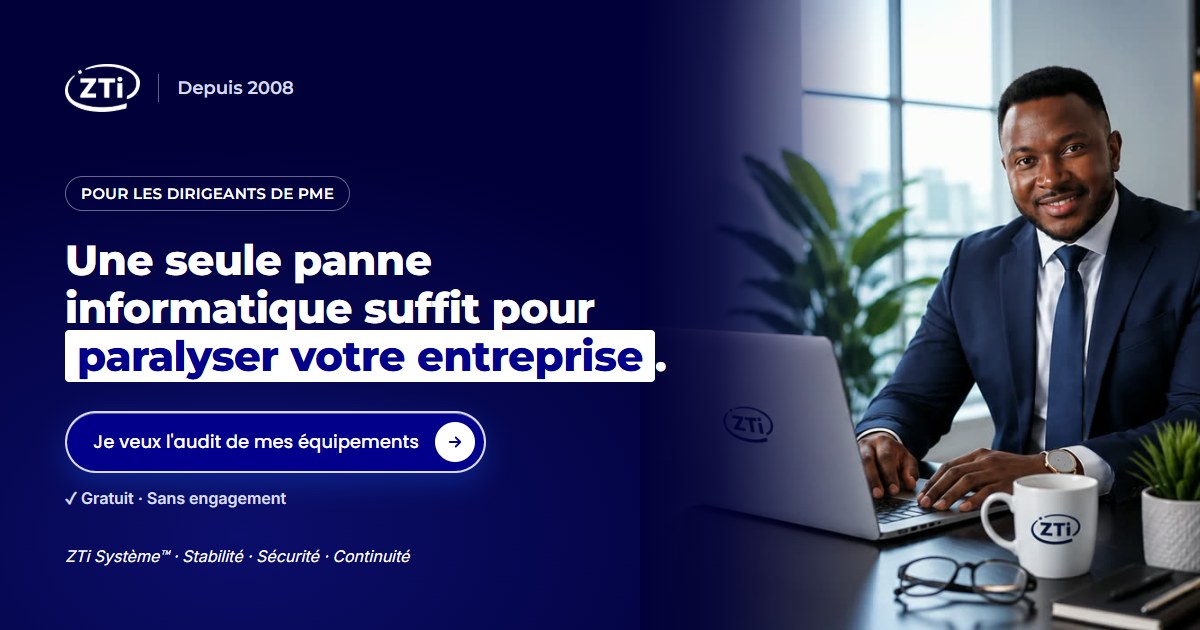 ZTi
Depuis 2008
POUR LES DIRIGEANTS DE PME
Une seule panne
informatique suffit pour
paralyser votre entreprise.
Je veux l'audit de mes équipements →
✓ Gratuit · Sans engagement
ZTi Système™ · Stabilité · Sécurité · Continuité
ZTi
ZTi